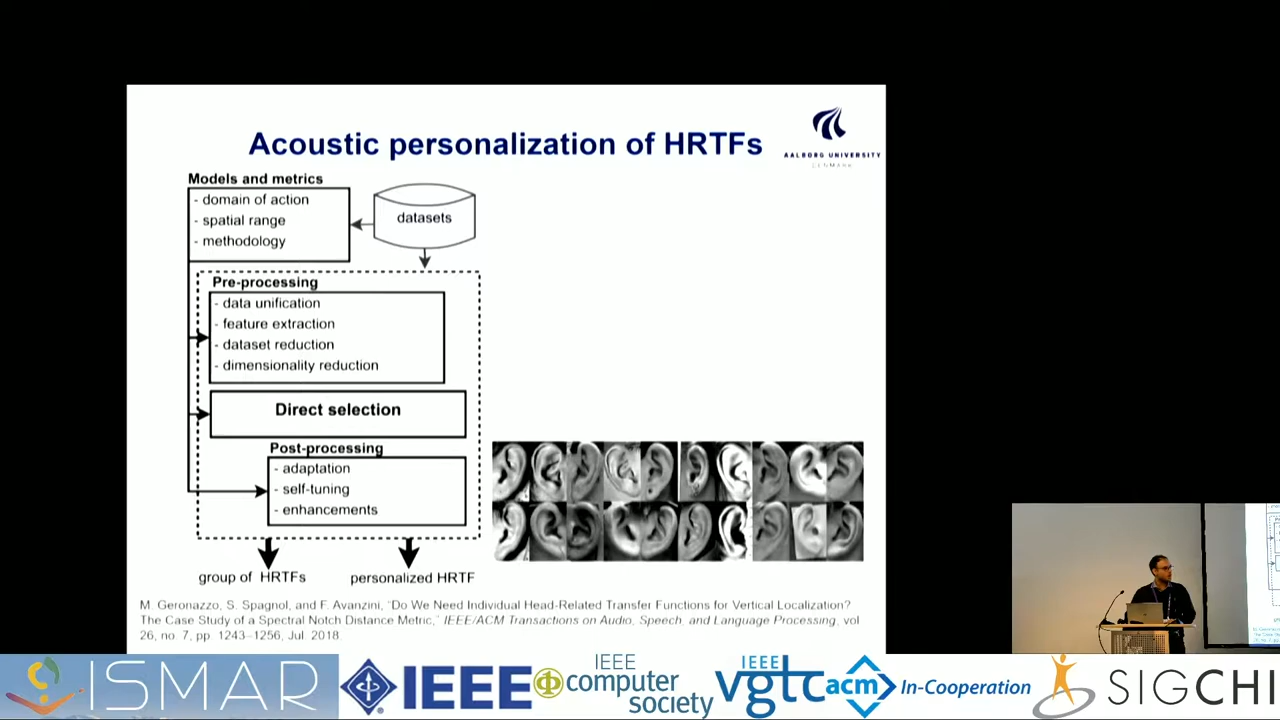 Acoustic personalization of HRTFs
AALBORG UNIVERSITY
DENMARK
Models and metrics
- domain of action
- spatial range
- methodology
datasets
Pre-processing
- data unification
- feature extraction
- dataset reduction
- dimensionality reduction
Direct selection
Post-processing
- adaptation
- self-tuning
- enhancements
group of HRTFs
personalized HRTF
M. Geronazzo, S. Spagnol, and F. Avanzini, "Do We Need Individual Head-Related Transfer Functions for Vertical Localization?
The Case Study of a Spectral Notch Distance Metric," IEEE/ACM Transactions on Audio, Speech, and Language Processing, vol
26, no. 7, pp. 1243–1256, Jul. 2018.
ISMAR
IEEE
IEEE
computer
society
IEEE
vgtc
acm
In-Cooperation
SIGCHI